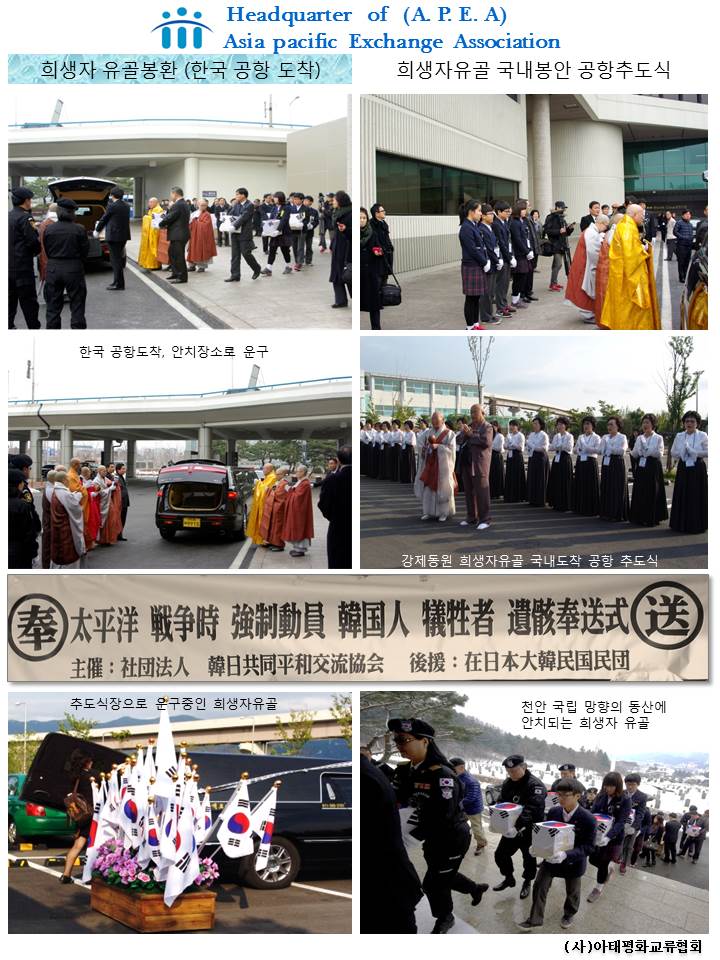 Headquarter of (A. P. E. A)
Asia pacific Exchange Association
희생자 유골봉환 (한국 공항 도착)
희생자유골 국내봉안 공항추도식
한국 공항도착, 안치장소로 운구
강제동원 희생자유골 국내도착 공항 추도식
奉 太平洋 戦争時 強制動員 韓国人 犠牲者 遺骸奉送式 送
主催：社団法人 韓日共同平和交流協会 後援：在日本大韓民国民団
추도식장으로 운구중인 희생자유골
천안 국립 망향의 동산에
안치되는 희생자 유골
(사)아태평화교류협회